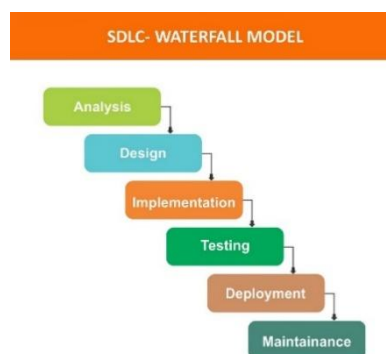 SDLC- WATERFALL MODEL
Analysis
Design
Implementation
Testing
Deployment
Maintainance